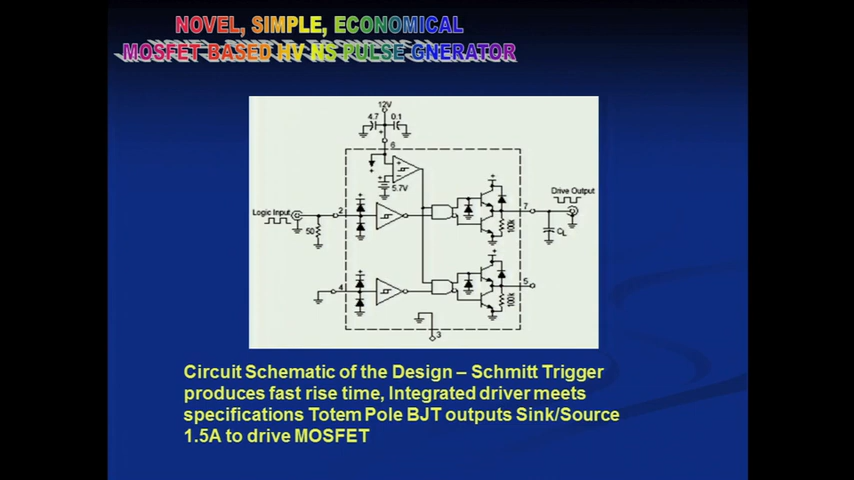 NOVEL, SIMPLE, ECONOMICAL
MOSFET BASED HV NS PULSE GNERATOR
12V
4.7 0.1
+
6
+
+
5.7V
Drive Output
Logic Input
2
7
50
100k
CL
4
5
100k
3
Circuit Schematic of the Design – Schmitt Trigger
produces fast rise time, Integrated driver meets
specifications Totem Pole BJT outputs Sink/Source
1.5A to drive MOSFET